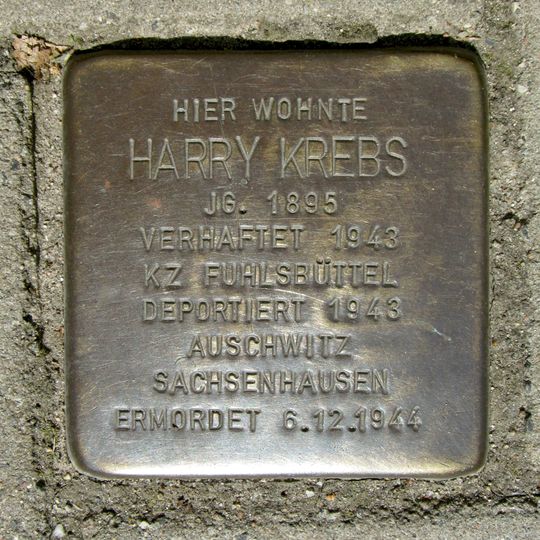 HIER WOHNTE
HARRY KREBS
JG. 1895
VERHAFTET 1943
KZ FUHLSBÜTTEL
DEPORTIERT 1943
AUSCHWITZ
SACHSENHAUSEN
ERMORDET 6.12.1944